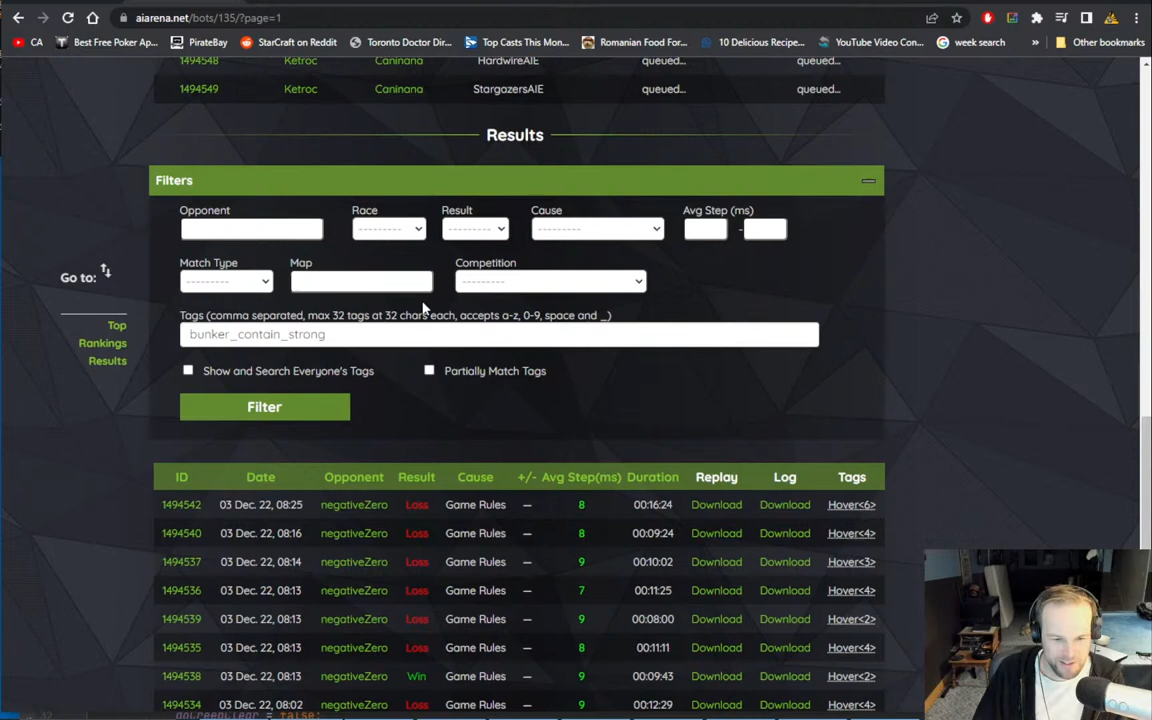 aiarena.net/bots/135/?page=1
CA
Best Free Poker Ap...
PirateBay
StarCraft on Reddit
Toronto Doctor Dir...
Top Casts This Mon...
Romanian Food For...
10 Delicious Recipe...
YouTube Video Con...
week search
»
Other bookmarks
1494548 Ketroc Caninana HardwireAIE queued...
1494549 Ketroc Caninana StargazersAIE queued...
Results
Filters
Opponent Race Result Cause Avg Step (ms)
--------- --------- --------- -
Match Type Map Competition
--------- ---------
Go to:
Top
Rankings
Results
Tags (comma separated, max 32 tags at 32 chars each, accepts a-z, 0-9, space and _)
bunker_contain_strong
Show and Search Everyone's Tags Partially Match Tags
Filter
ID Date Opponent Result Cause +/- Avg Step(ms) Duration Replay Log Tags
1494542 03 Dec. 22, 08:25 negativeZero Loss Game Rules — 8 00:16:24 Download Download Hover<6>
1494540 03 Dec. 22, 08:16 negativeZero Loss Game Rules — 8 00:09:24 Download Download Hover<4>
1494537 03 Dec. 22, 08:14 negativeZero Loss Game Rules — 9 00:10:02 Download Download Hover<3>
1494536 03 Dec. 22, 08:13 negativeZero Loss Game Rules — 7 00:11:25 Download Download Hover<4>
1494539 03 Dec. 22, 08:13 negativeZero Loss Game Rules — 9 00:08:00 Download Download Hover<2>
1494535 03 Dec. 22, 08:13 negativeZero Loss Game Rules — 8 00:11:11 Download Download Hover<4>
1494538 03 Dec. 22, 08:13 negativeZero Win Game Rules — 9 00:09:43 Download Download Hover<2>
1494534 03 Dec. 22, 08:02 negativeZero Loss Game Rules — 9 00:12:29 Download Download Hover<4>
= false;